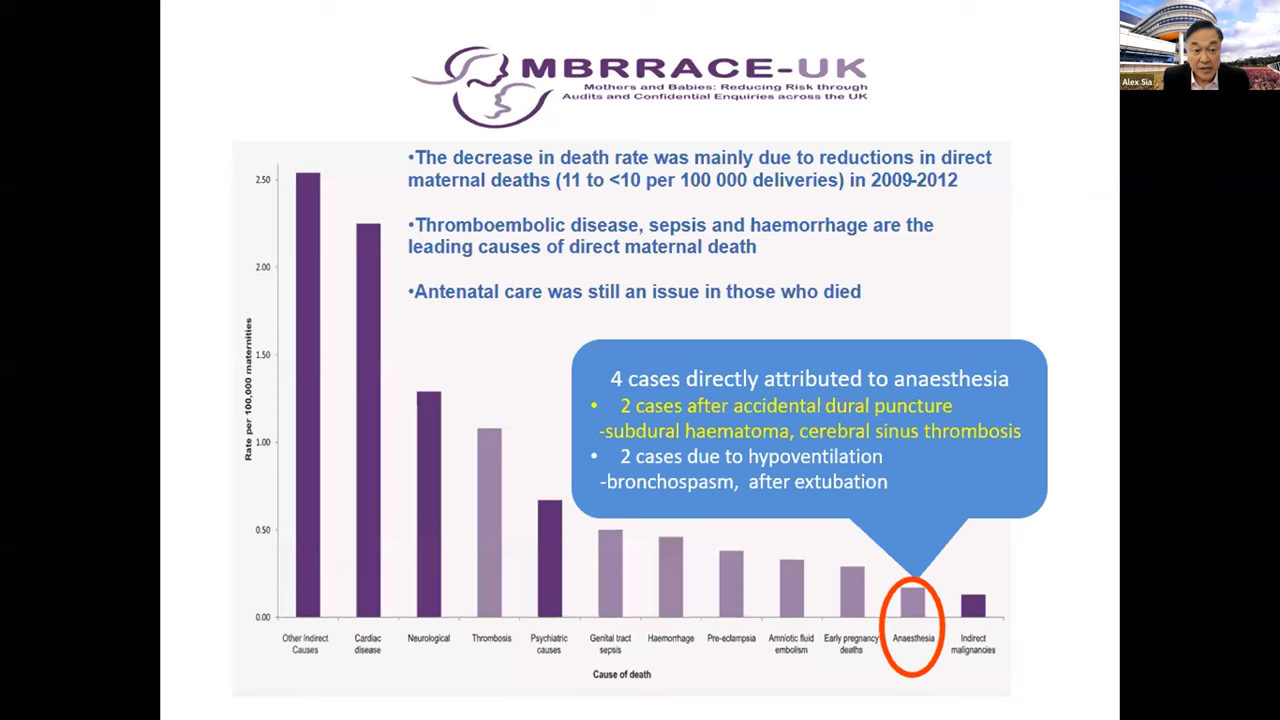 Alex Sia
MBRRACE-UK
Mothers and Babies: Reducing Risk through
Audits and Confidential Enquiries across the UK
•The decrease in death rate was mainly due to reductions in direct
maternal deaths (11 to <10 per 100 000 deliveries) in 2009-2012
•Thromboembolic disease, sepsis and haemorrhage are the
leading causes of direct maternal death
•Antenatal care was still an issue in those who died
4 cases directly attributed to anaesthesia
• 2 cases after accidental dural puncture
-subdural haematoma, cerebral sinus thrombosis
• 2 cases due to hypoventilation
-bronchospasm, after extubation
Rate per 100,000 maternities
2.50
2.00
1.50
1.00
0.50
0.00
Other Indirect
Causes
Cardiac
disease
Neurological
Thrombosis
Psychiatric
causes
Genital tract
sepsis
Haemorrhage
Pre-eclampsia
Amniotic fluid
embolism
Early pregnancy
deaths
Anaesthesia
Indirect
malignancies
Cause of death